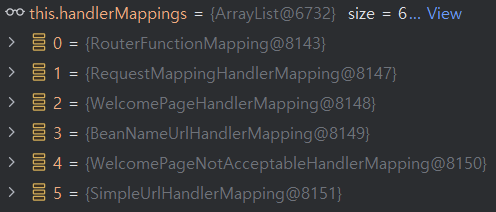 this.handlerMappings = {ArrayList@6732} size = 6... View
0 = {RouterFunctionMapping@8143}
1 = {RequestMappingHandlerMapping@8147}
2 = {WelcomePageHandlerMapping@8148}
3 = {BeanNameUrlHandlerMapping@8149}
4 = {WelcomePageNotAcceptableHandlerMapping@8150}
5 = {SimpleUrlHandlerMapping@8151}